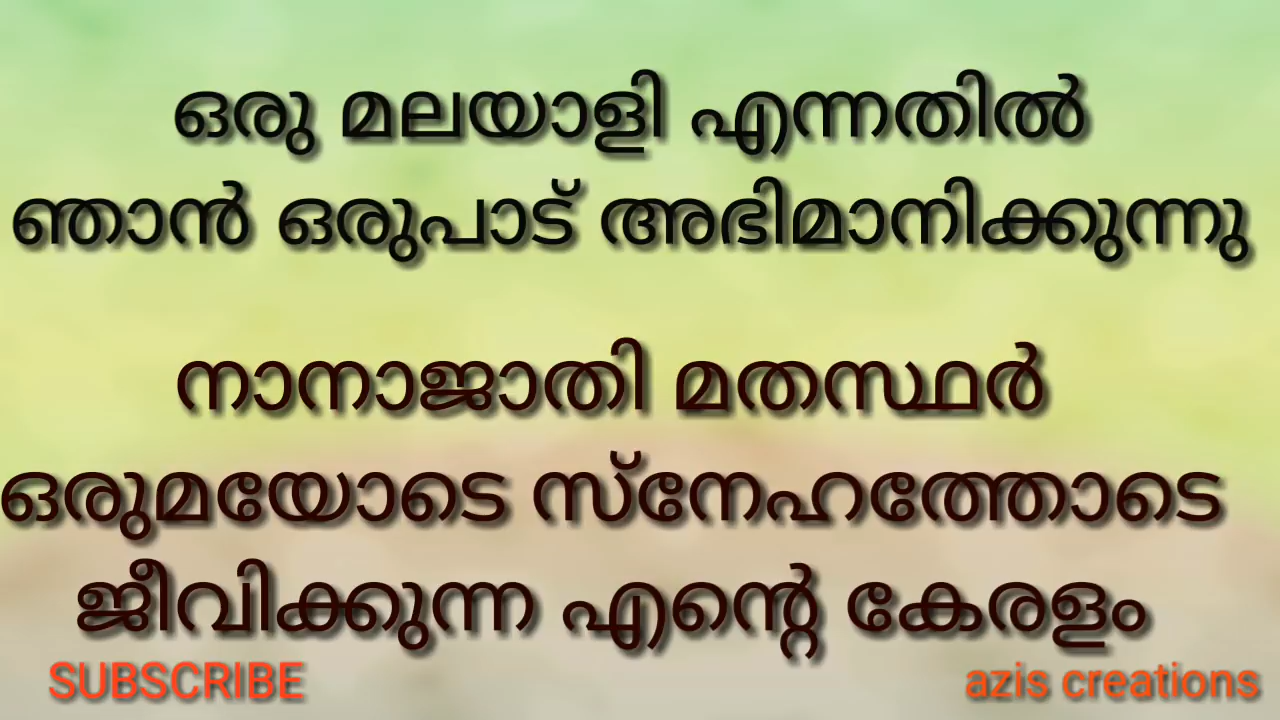 ഒരു മലയാളി എന്നതിൽ
ഞാൻ ഒരുപാട് അഭിമാനിക്കുന്നു
നാനാജാതി മതസ്ഥർ
ഒരുമയോടെ സ്നേഹത്തോടെ
ജീവിക്കുന്ന എന്റെ കേരളം
SUBSCRIBE
azis creations